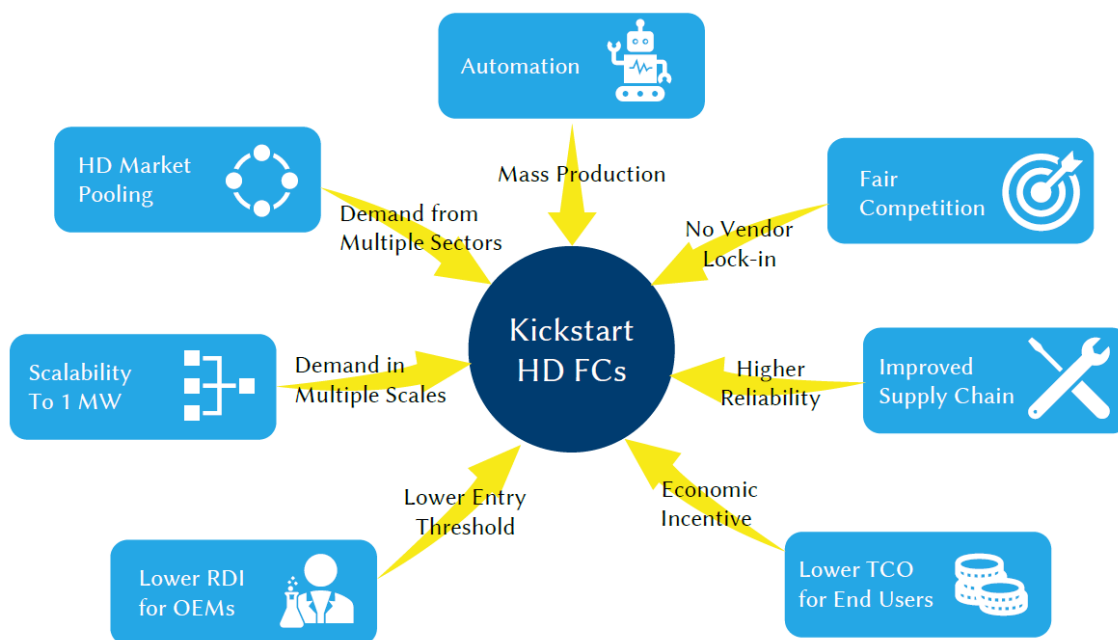 Automation
Mass Production
HD Market
Pooling
Demand from
Multiple Sectors
Fair
Competition
No Vendor
Lock-in
Kickstart
HD FCs
Scalability
To 1 MW
Demand in
Multiple Scales
Improved
Supply Chain
Higher
Reliability
Lower RDI
for OEMs
Lower Entry
Threshold
Lower TCO
for End Users
Economic
Incentive